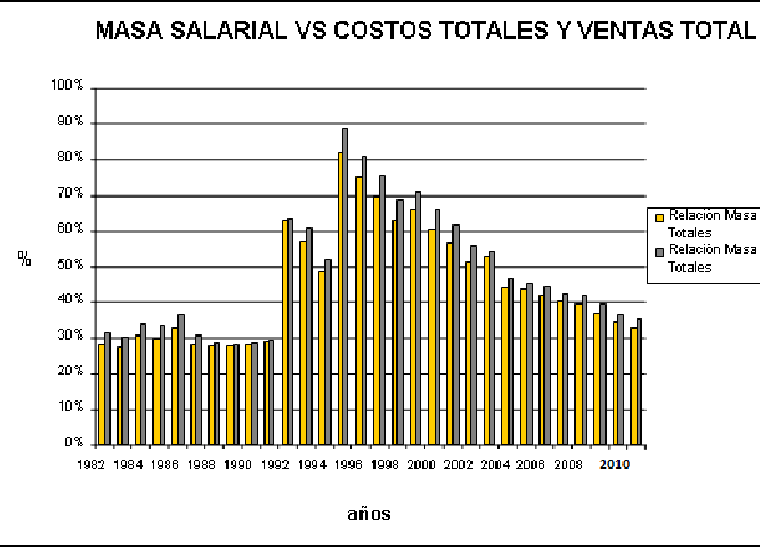 MASA SALARIAL VS COSTOS TOTALES Y VENTAS TOTAL
100%
90%
80%
70%
60%
50%
40%
30%
20%
10%
0%
%
1982 1984 1986 1988 1990 1992 1994 1996 1998 2000 2002 2004 2006 2008 2010
años
Relación Masa
Totales
Relación Masa
Totales